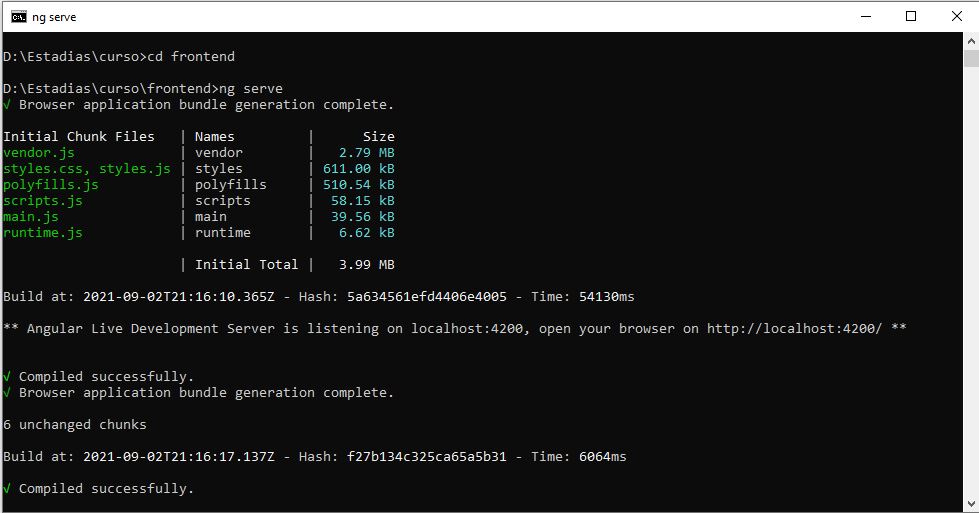 ng serve
D:\Estadias\curso>cd frontend
D:\Estadias\curso\frontend>ng serve
√ Browser application bundle generation complete.
Initial Chunk Files | Names | Size
vendor.js | vendor | 2.79 MB
styles.css, styles.js | styles | 611.00 kB
polyfills.js | polyfills | 510.54 kB
scripts.js | scripts | 58.15 kB
main.js | main | 39.56 kB
runtime.js | runtime | 6.62 kB
| Initial Total | 3.99 MB
Build at: 2021-09-02T21:16:10.365Z - Hash: 5a634561efd4406e4005 - Time: 54130ms
** Angular Live Development Server is listening on localhost:4200, open your browser on http://localhost:4200/ **
√ Compiled successfully.
√ Browser application bundle generation complete.
6 unchanged chunks
Build at: 2021-09-02T21:16:17.137Z - Hash: f27b134c325ca65a5b31 - Time: 6064ms
√ Compiled successfully.